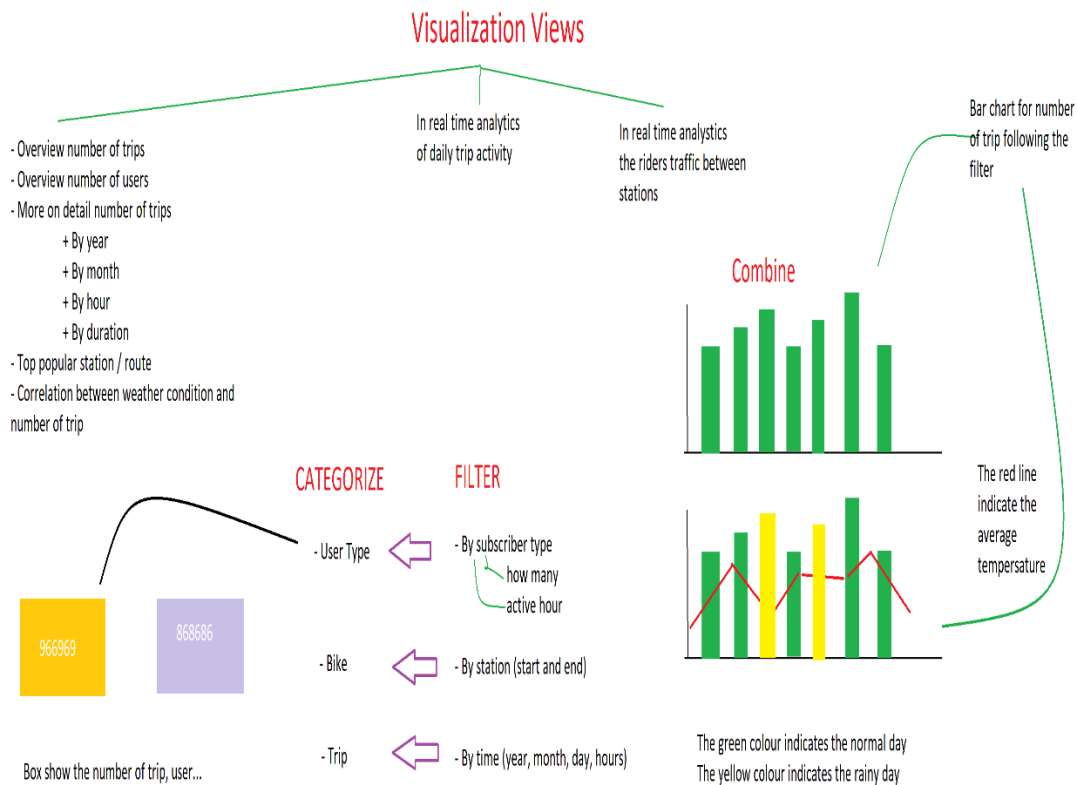 Visualization Views
- Overview number of trips
- Overview number of users
- More on detail number of trips
+ By year
+ By month
+ By hour
+ By duration
- Top popular station / route
- Correlation between weather condition and
number of trip
In real time analytics
of daily trip activity
In real time analystics
the riders traffic between
stations
Bar chart for number
of trip following the
filter
Combine
The red line
indicate the
average
tempersature
CATEGORIZE
FILTER
- User Type
- By subscriber type
how many
active hour
- Bike
- By station (start and end)
- Trip
- By time (year, month, day, hours)
966969
868686
Box show the number of trip, user...
The green colour indicates the normal day
The yellow colour indicates the rainy day